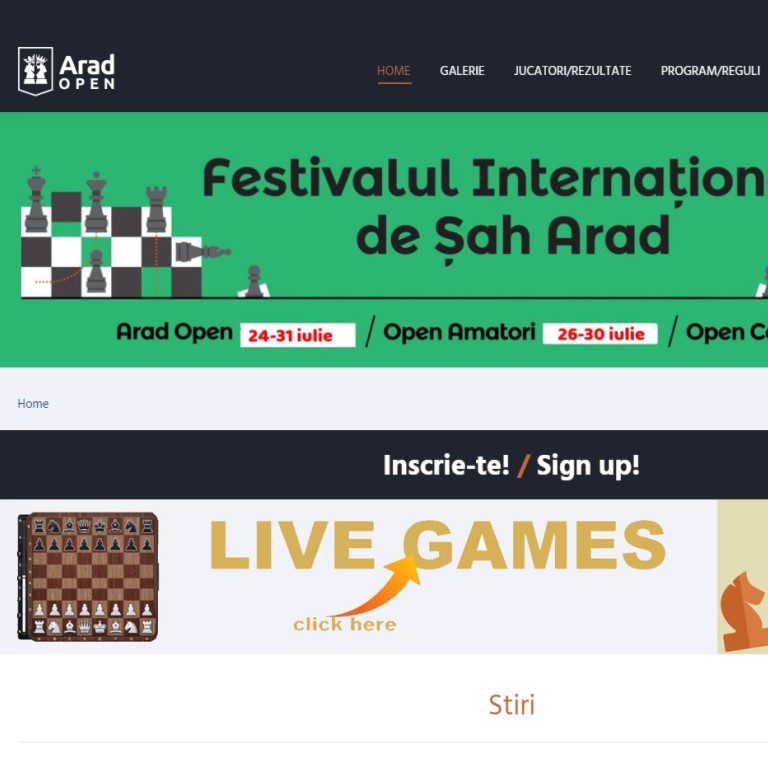 Arad
OPEN
HOME GALERIE JUCATORI/REZULTATE PROGRAM/REGULI
Festivalul Internațion
de Șah Arad
Arad Open 24-31 iulie / Open Amatori 26-30 iulie / Open C
Home
Inscrie-te! / Sign up!
LIVE GAMES
click here
Stiri